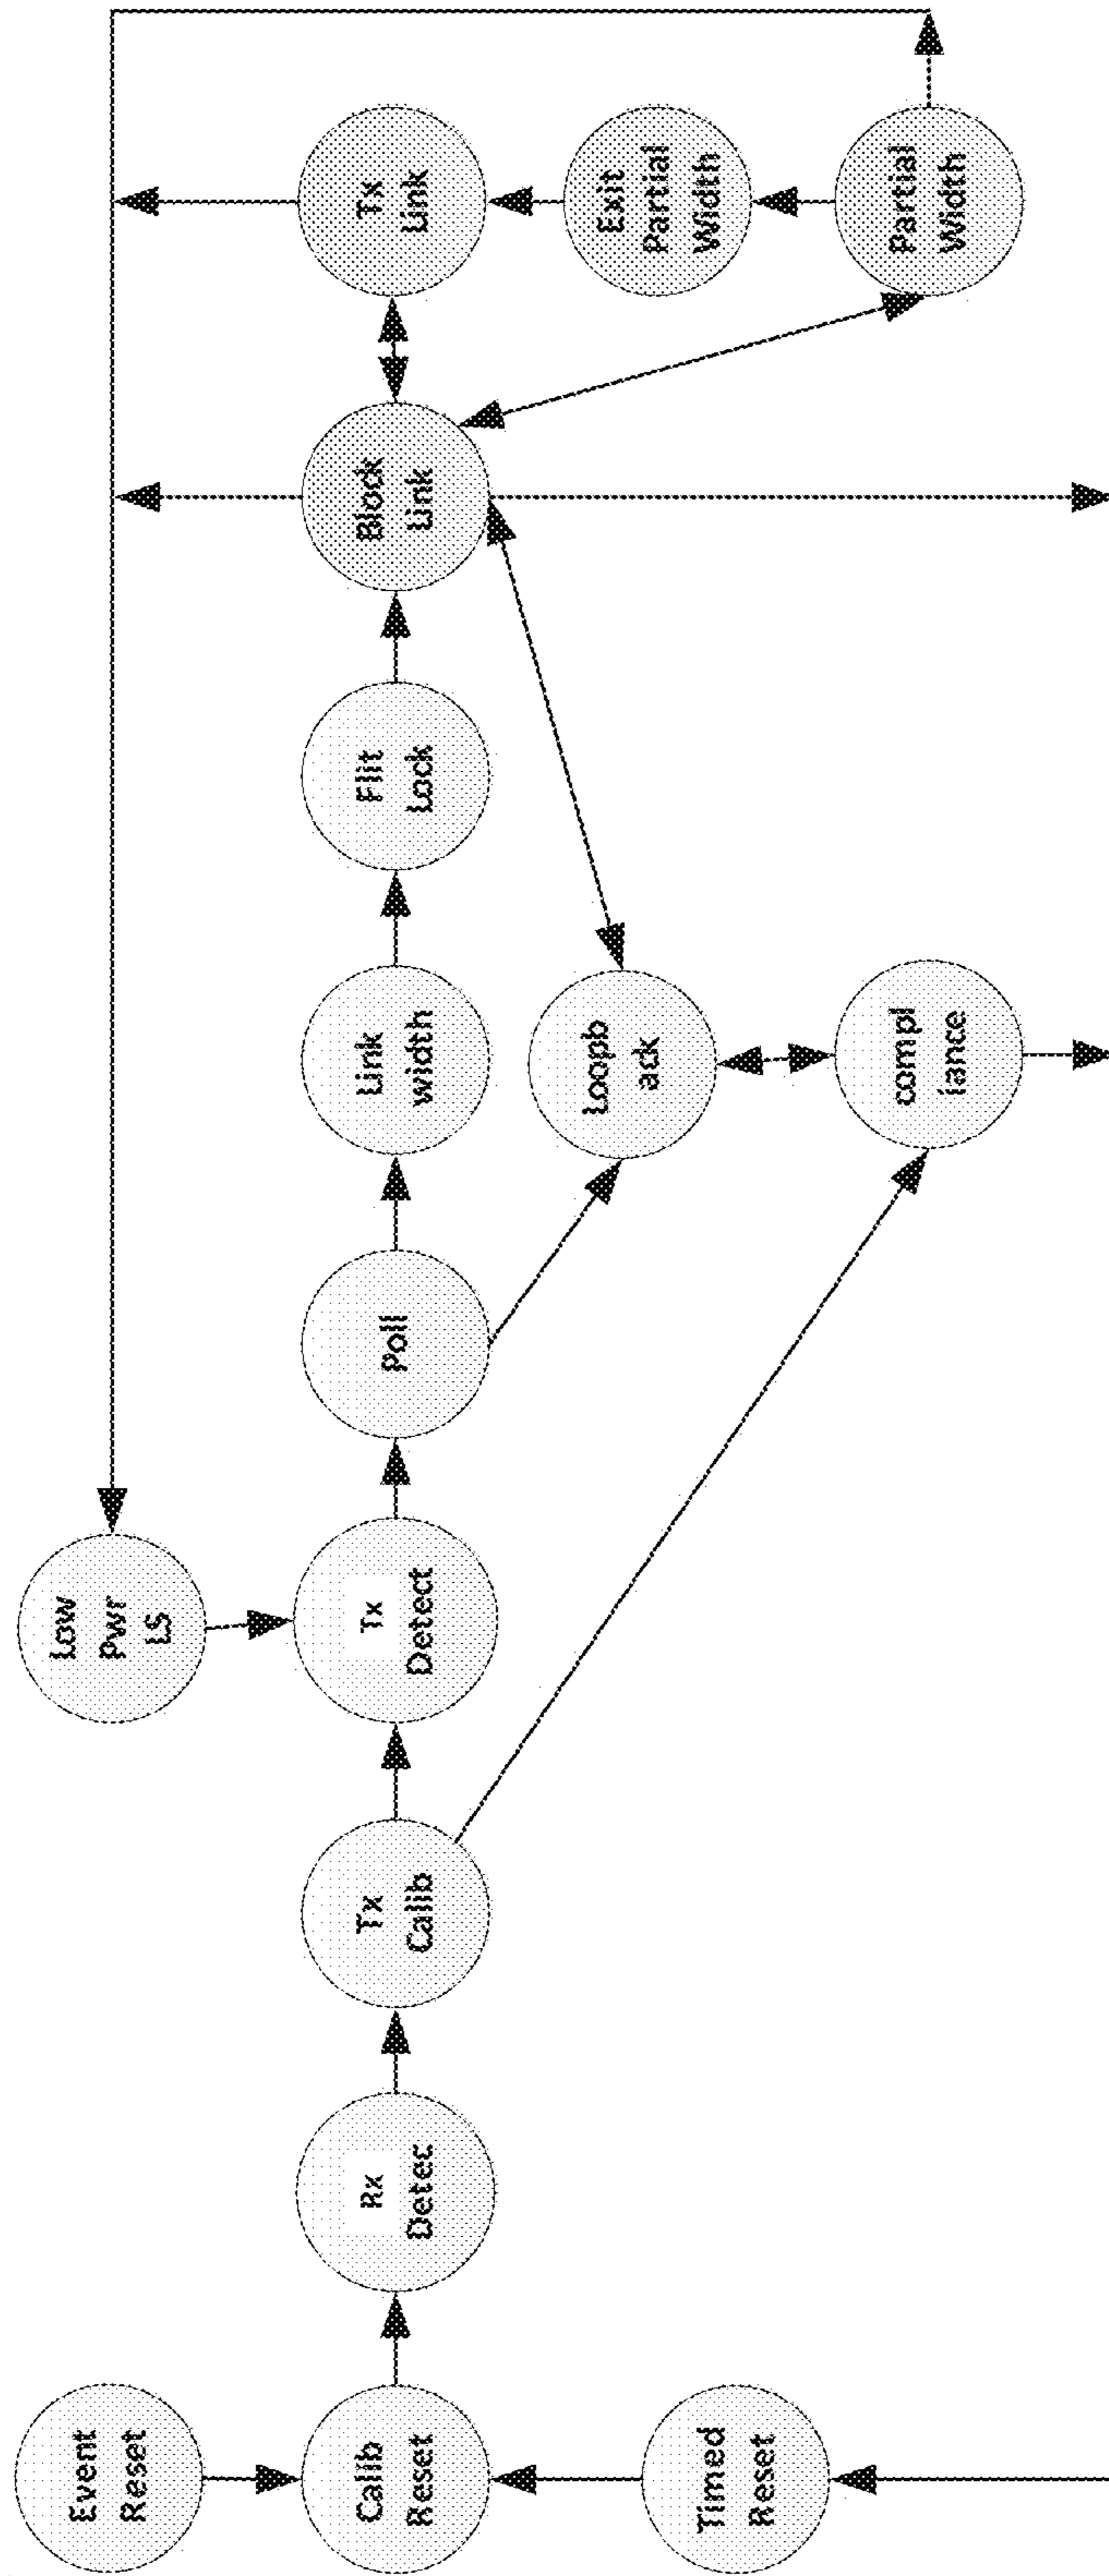 Event
Reset
Calib
Reset
Timed
Reset
Rx
Detec
Tx
Calib
Low
Pwr
LS
Tx
Detect
Poll
Link
width
Loopb
ack
compl
iance
Flit
Lock
Block
Link
Tx
Link
Exit
Partial
Width
Partial
Width